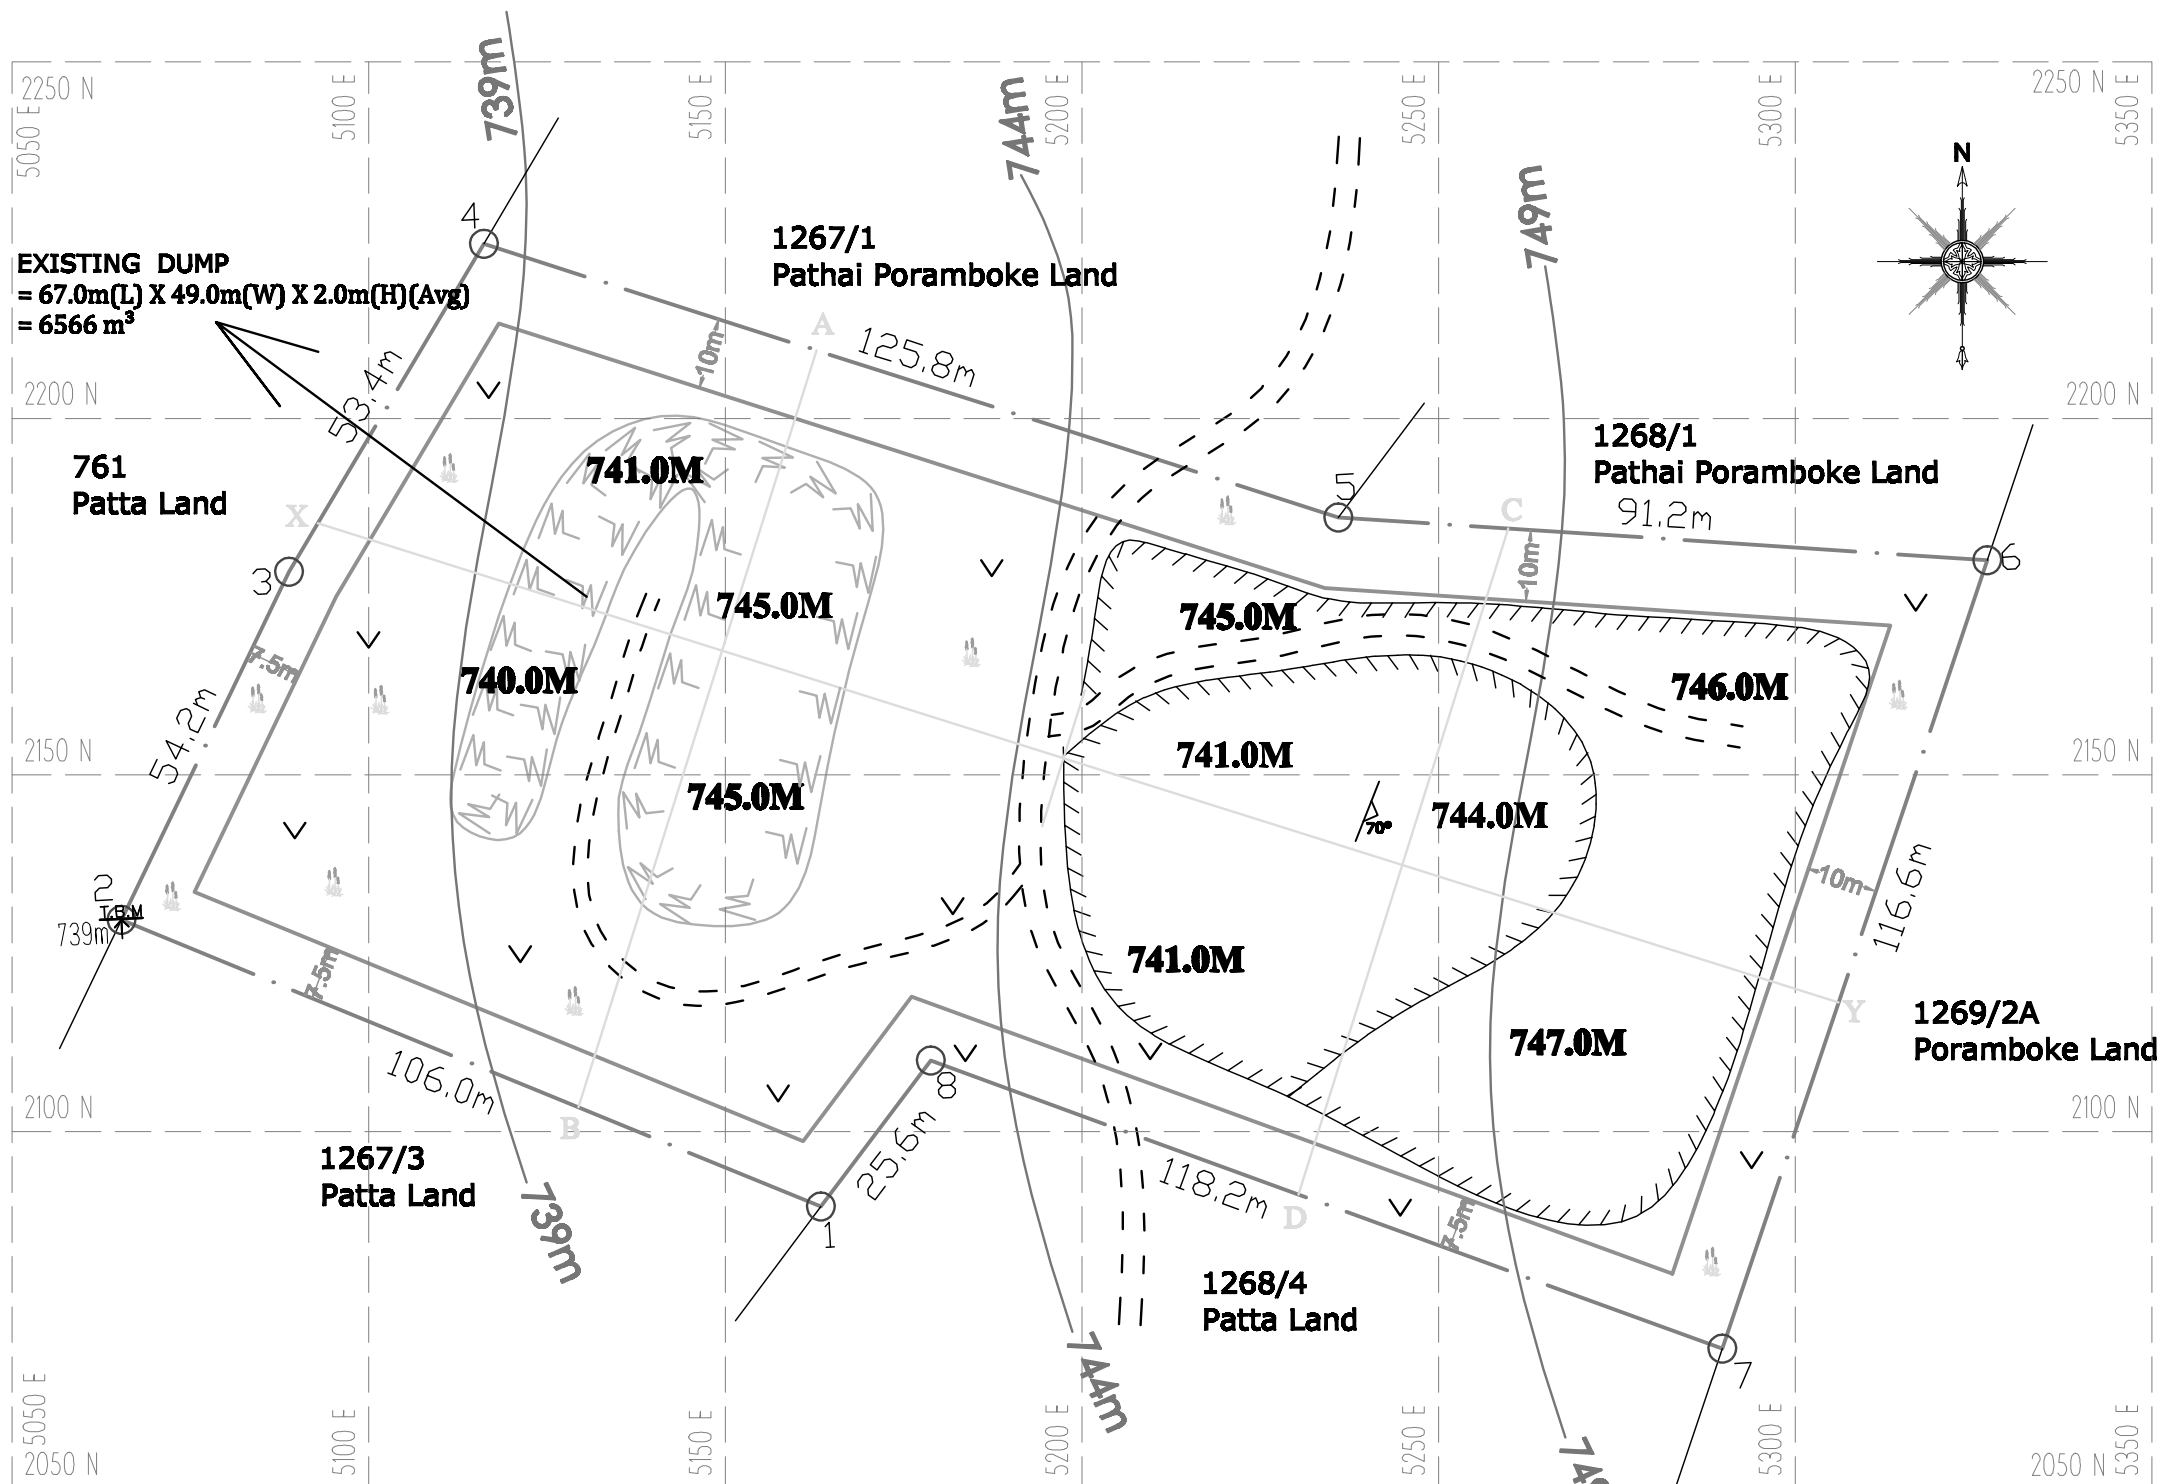 739m
2250 N
5050 E
5100 E
5150 E
744m
5200 E
5250 E
5300 E
2250 N
5350 E
N
749m
4
EXISTING  DUMP
= 67.0m(L) X 49.0m(W) X 2.0m(H)(Avg)
= 6566 m³
1267/1
Pathai Poramboke Land
A
10m
125.8m
53.4m
2200 N
2200 N
1268/1
Pathai Poramboke Land
761
Patta Land
741.0M
5
C
91.2m
X
3
10m
6
745.0M
745.0M
7.5m
740.0M
746.0M
54.2m
2150 N
741.0M
2150 N
745.0M
744.0M
70°
2
T.B.M
739m
10m
116.6m
7.5m
741.0M
Y
1269/2A
Poramboke Land
747.0M
106.0m
8
2100 N
B
25.6m
2100 N
1267/3
Patta Land
118.2m
D
7.5m
739m
1
1268/4
Patta Land
744m
7
5050 E
2050 N
5100 E
5150 E
5200 E
5250 E
5300 E
2050 N
5350 E